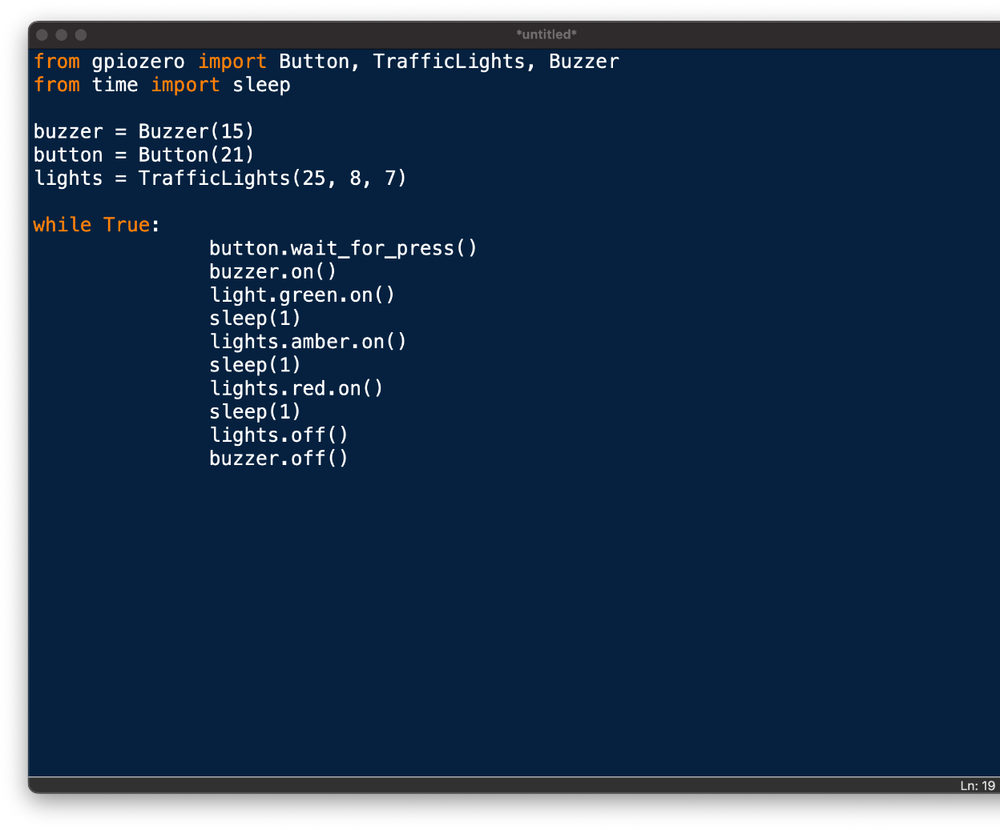 *untitled*
from gpiozero import Button, TrafficLights, Buzzer
from time import sleep
buzzer = Buzzer(15)
button = Button(21)
lights = TrafficLights(25, 8, 7)
while True:
button.wait_for_press()
buzzer.on()
light.green.on()
sleep(1)
lights.amber.on()
sleep(1)
lights.red.on()
sleep(1)
lights.off()
buzzer.off()
Ln: 19